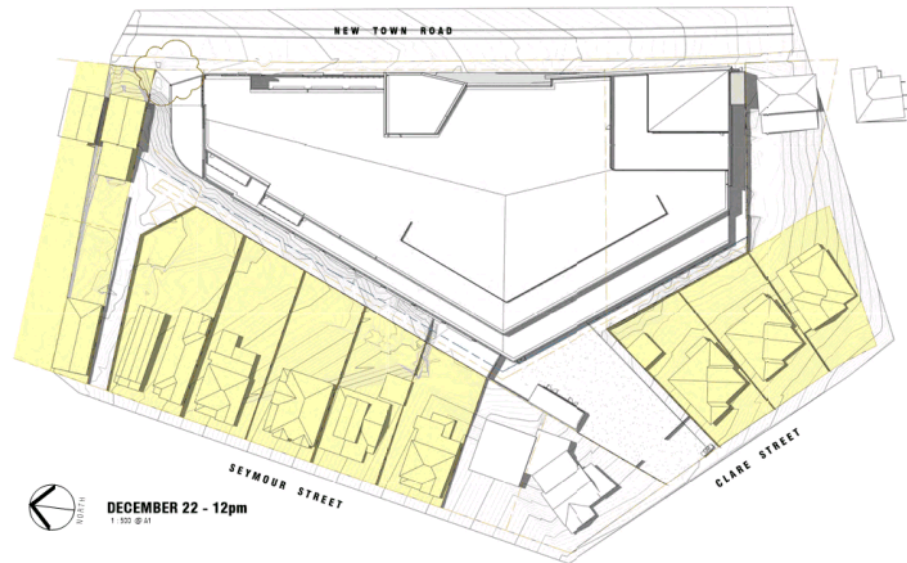 NEW TOWN ROAD
SEYMOUR STREET
CLARE STREET
NORTH
DECEMBER 22 - 12pm
1 : 500 @ A1